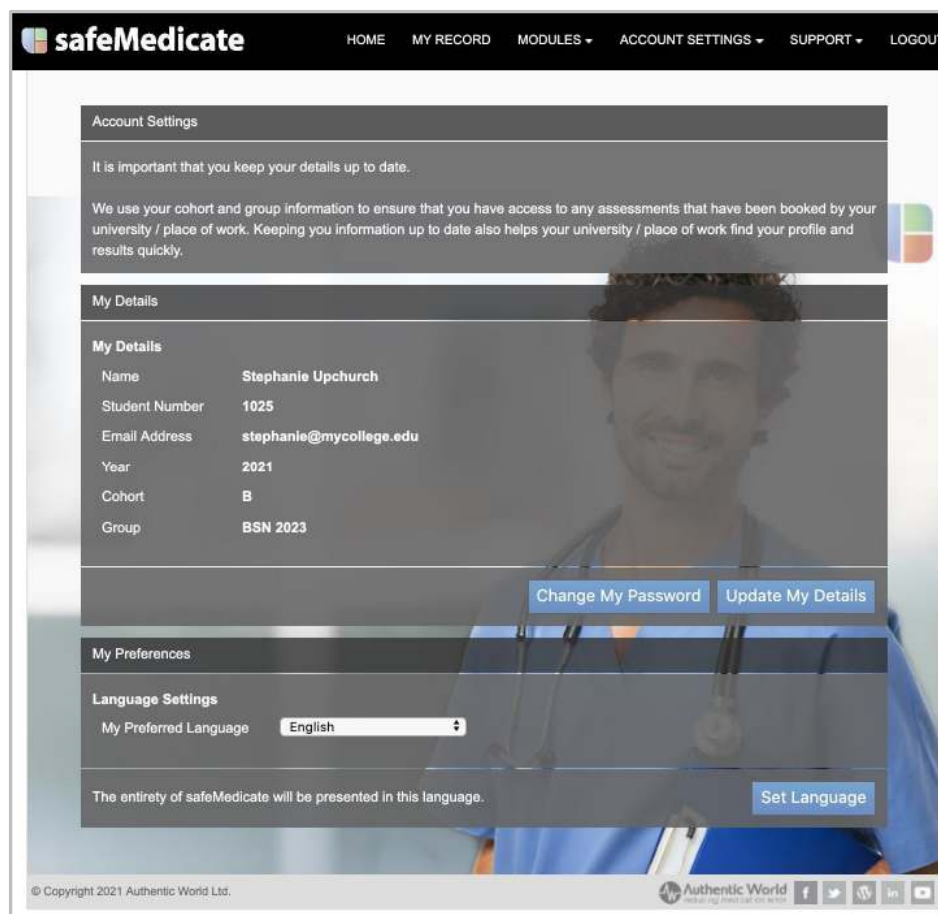 safeMedicate
HOME MY RECORD MODULES ACCOUNT SETTINGS SUPPORT LOGOUT
Account Settings
It is important that you keep your details up to date.
We use your cohort and group information to ensure that you have access to any assessments that have been booked by your
university / place of work. Keeping you information up to date also helps your university / place of work find your profile and
results quickly.
My Details
My Details
Name Stephanie Upchurch
Student Number 1025
Email Address stephanie@mycollege.edu
Year 2021
Cohort B
Group BSN 2023
Change My Password Update My Details
My Preferences
Language Settings
My Preferred Language English
The entirety of safeMedicate will be presented in this language.
Set Language
© Copyright 2021 Authentic World Ltd.
Authentic World
reducing medication error